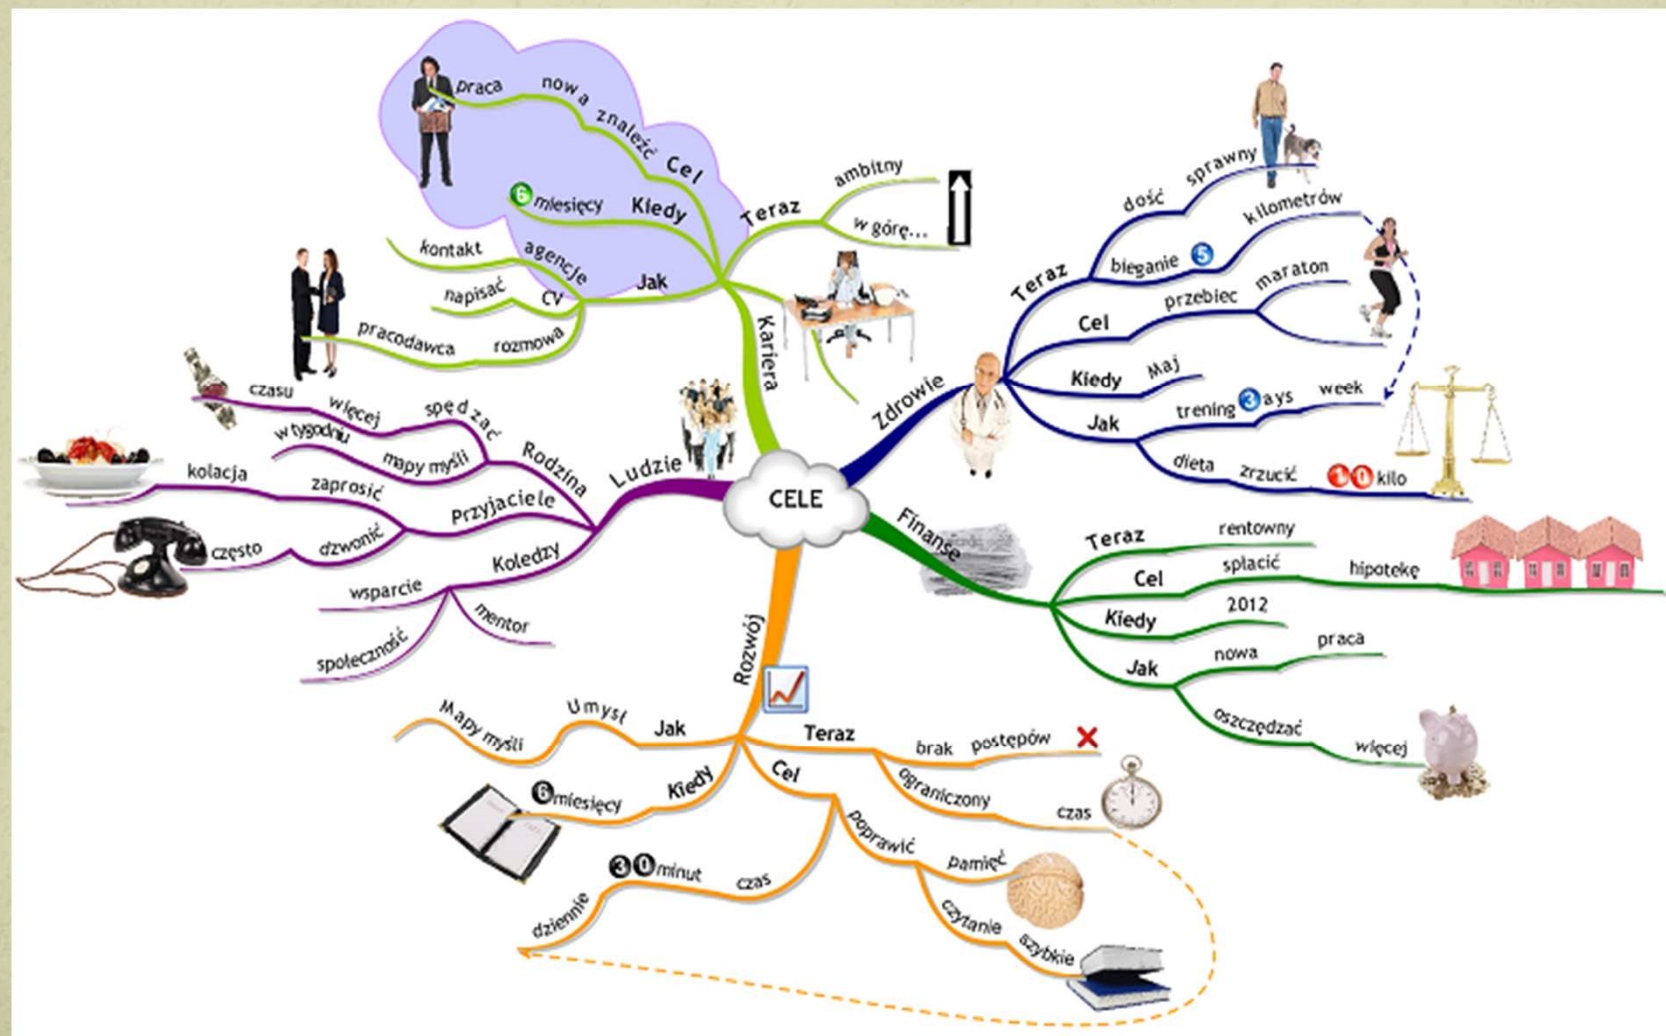 CELE
Kariera
Cel
znaleźć
nowa
praca
Kiedy
6 miesięcy
Jak
agencje
kontakt
CV
napisać
rozmowa
pracodawca
Teraz
ambitny
w górę...
Zdrowie
Teraz
dość
sprawny
bieganie 5
kilometrów
Cel
przebiec
maraton
Kiedy
Maj
Jak
trening 3 ays
week
dieta
zrzucić
10 kilo
Finanse
Teraz
rentowny
Cel
spłacić
hipotekę
Kiedy
2012
Jak
nowa
praca
oszczędzać
więcej
Rozwój
Teraz
brak
postępów
ograniczony
czas
Cel
poprawić
pamięć
czytanie
szybkie
czas
30 minut
dziennie
Kiedy
6 miesięcy
Jak
Umysł
Mapy myśli
Ludzie
Rodzina
spędzać
więcej
czasu
mapy myśli
w tygodniu
Przyjaciele
zaprosić
kolacja
dzwonić
często
Koledzy
wsparcie
mentor
społeczność